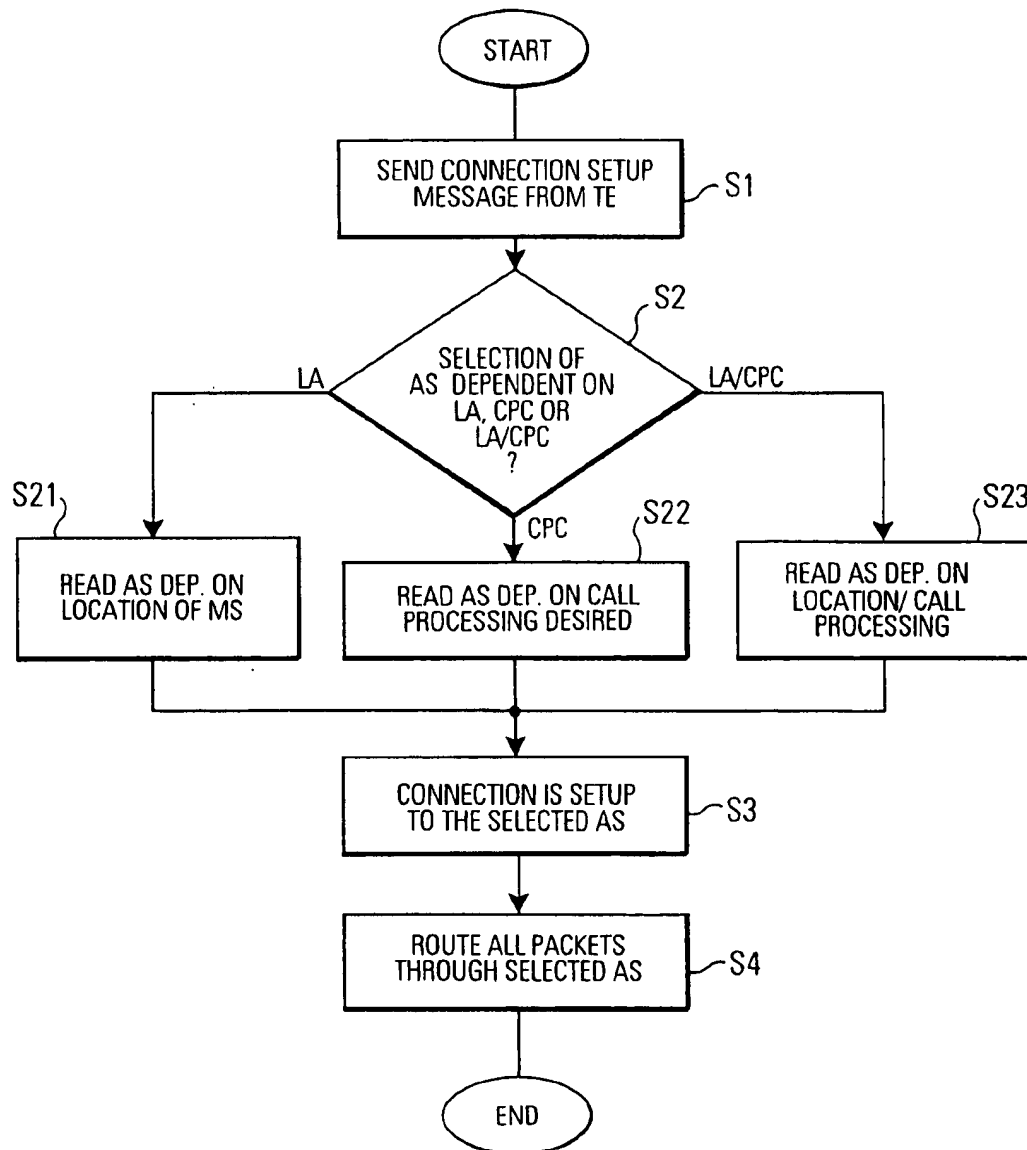 START
SEND CONNECTION SETUP
MESSAGE FROM TE
S1
S2
SELECTION OF
AS DEPENDENT ON
LA, CPC OR
LA/CPC
?
LA
LA/CPC
CPC
S21
READ AS DEP. ON
LOCATION OF MS
S22
READ AS DEP. ON CALL
PROCESSING DESIRED
S23
READ AS DEP. ON
LOCATION/ CALL
PROCESSING
CONNECTION IS SETUP
TO THE SELECTED AS
S3
ROUTE ALL PACKETS
THROUGH SELECTED AS
S4
END